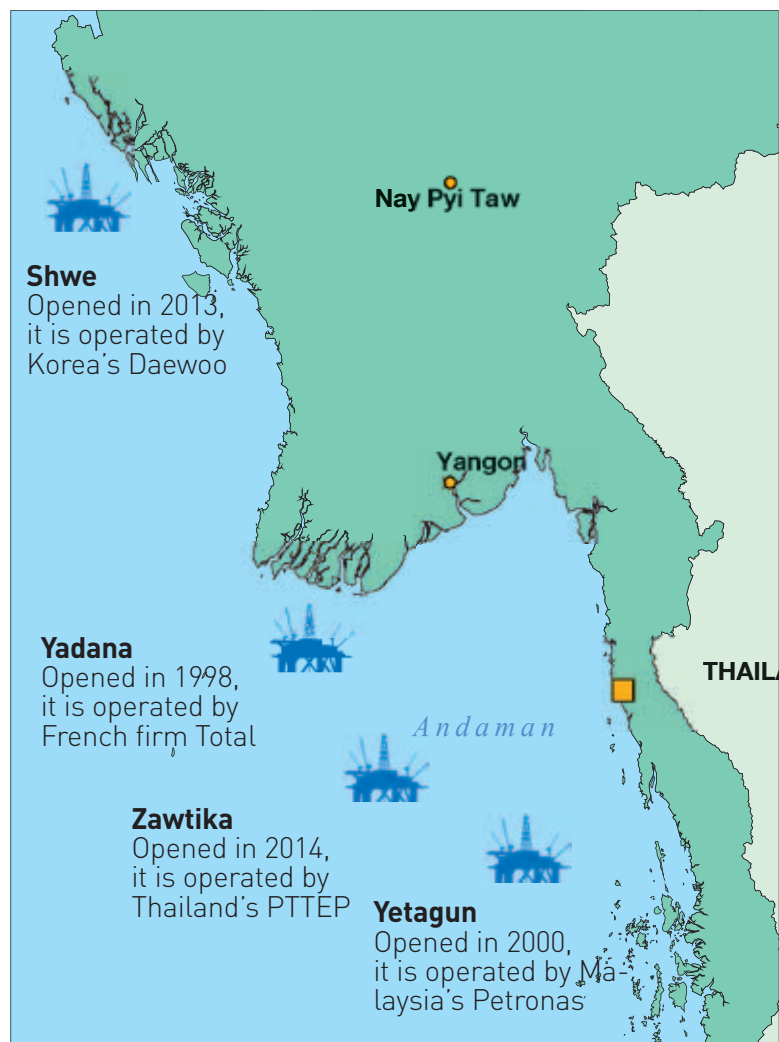 Nay Pyi Taw
Shwe
Opened in 2013,
it is operated by
Korea's Daewoo
Yangon
Yadana
Opened in 1998,
it is operated by
French firm Total
THAILA
Andaman
Zawtika
Opened in 2014,
it is operated by
Thailand's PTTEP
Yetagun
Opened in 2000,
it is operated by Ma-
laysia's Petronas